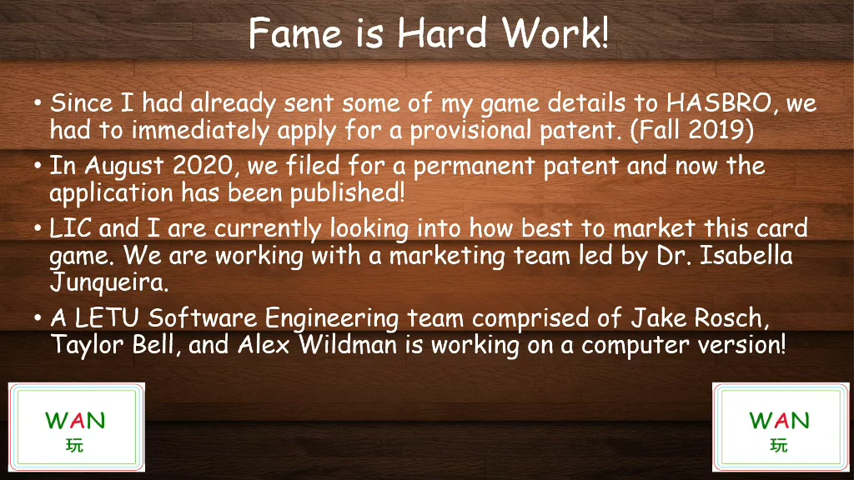 Fame is Hard Work!
• Since I had already sent some of my game details to HASBRO, we
had to immediately apply for a provisional patent. (Fall 2019)
• In August 2020, we filed for a permanent patent and now the
application has been published!
• LIC and I are currently looking into how best to market this card
game. We are working with a marketing team led by Dr. Isabella
Junqueira.
• A LETU Software Engineering team comprised of Jake Rosch,
Taylor Bell, and Alex Wildman is working on a computer version!
WAN
玩
WAN
玩